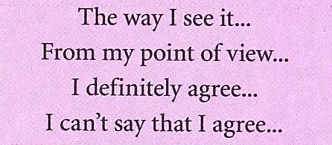 The way I see it...
From my point of view...
I definitely agree...
I can't say that I agree...